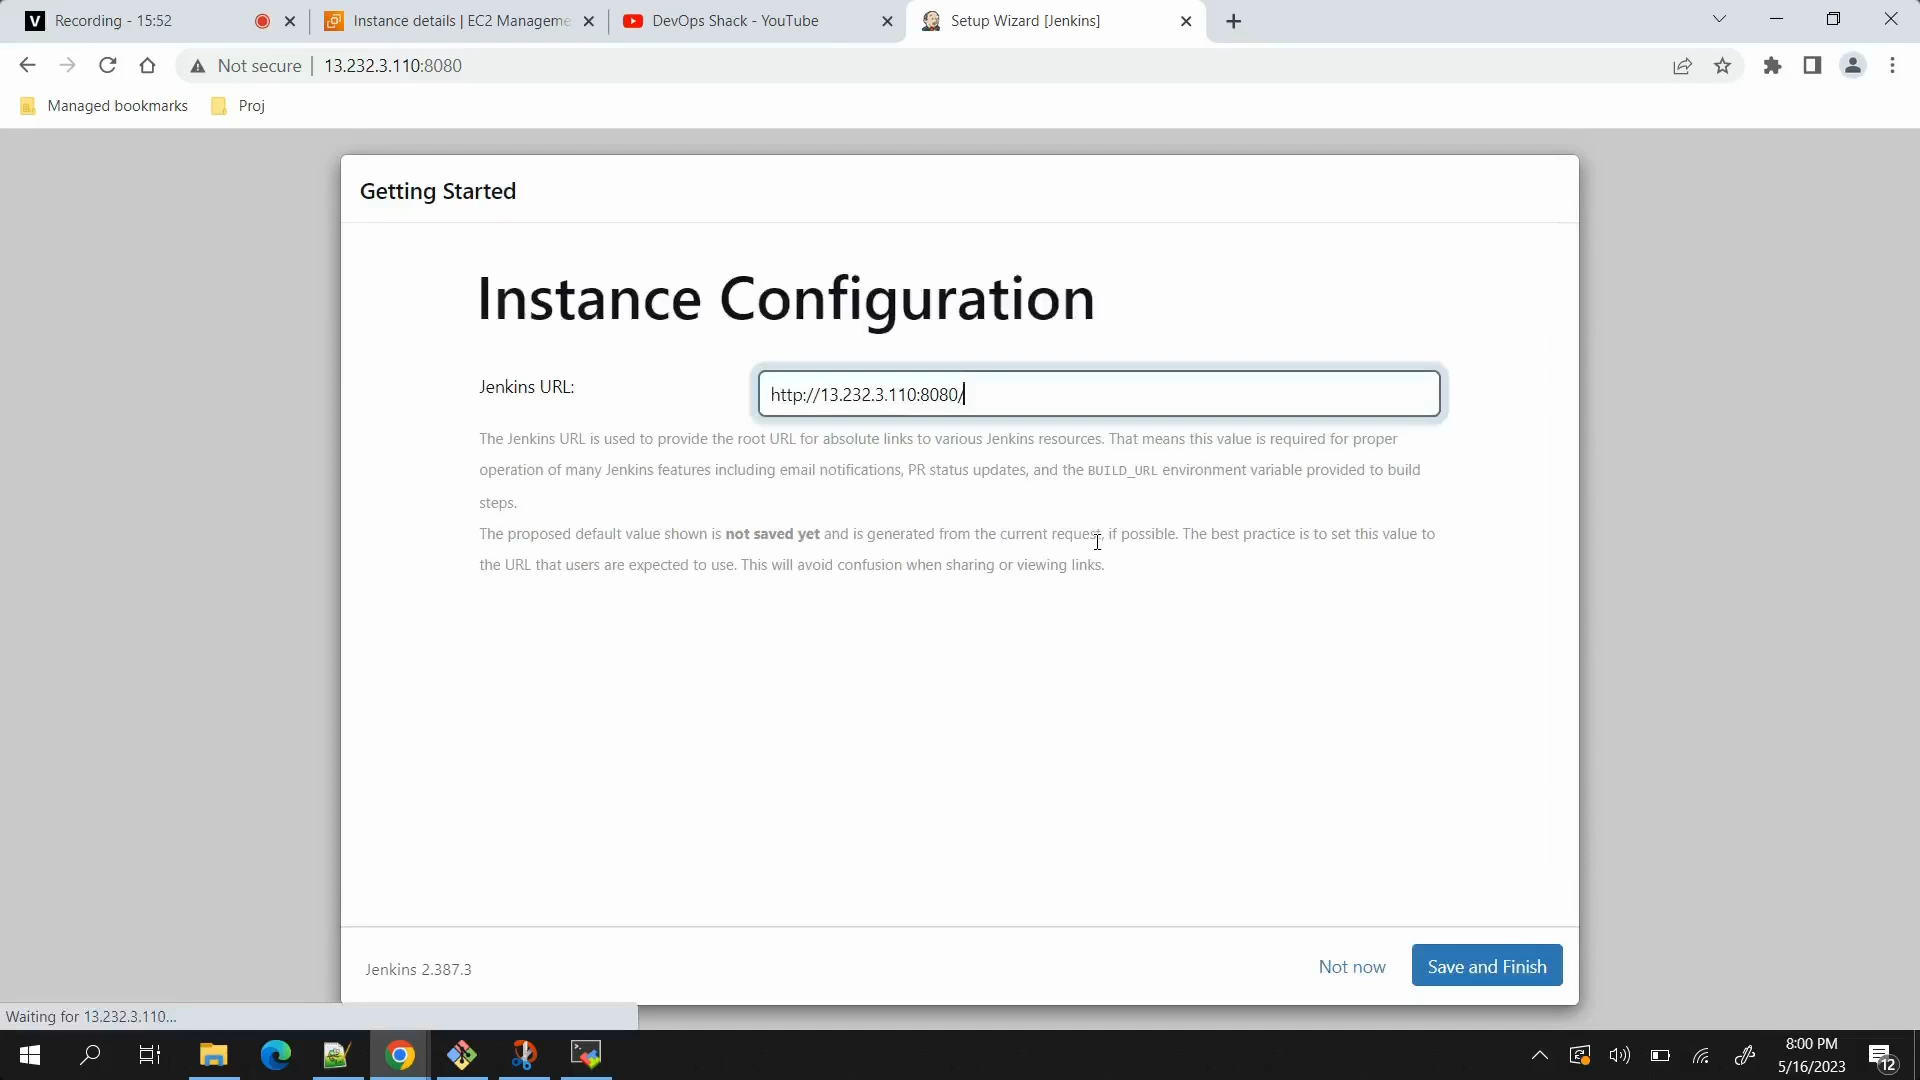 Recording - 15:52
Instance details | EC2 Manageme
DevOps Shack - YouTube
Setup Wizard [Jenkins]
Not secure
13.232.3.110:8080
Managed bookmarks
Proj
Getting Started
Instance Configuration
Jenkins URL:
http://13.232.3.110:8080/
The Jenkins URL is used to provide the root URL for absolute links to various Jenkins resources. That means this value is required for proper
operation of many Jenkins features including email notifications, PR status updates, and the BUILD_URL environment variable provided to build
steps.
The proposed default value shown is not saved yet and is generated from the current request, if possible. The best practice is to set this value to
the URL that users are expected to use. This will avoid confusion when sharing or viewing links.
Jenkins 2.387.3
Not now
Save and Finish
Waiting for 13.232.3.110...
8:00 PM
5/16/2023
12